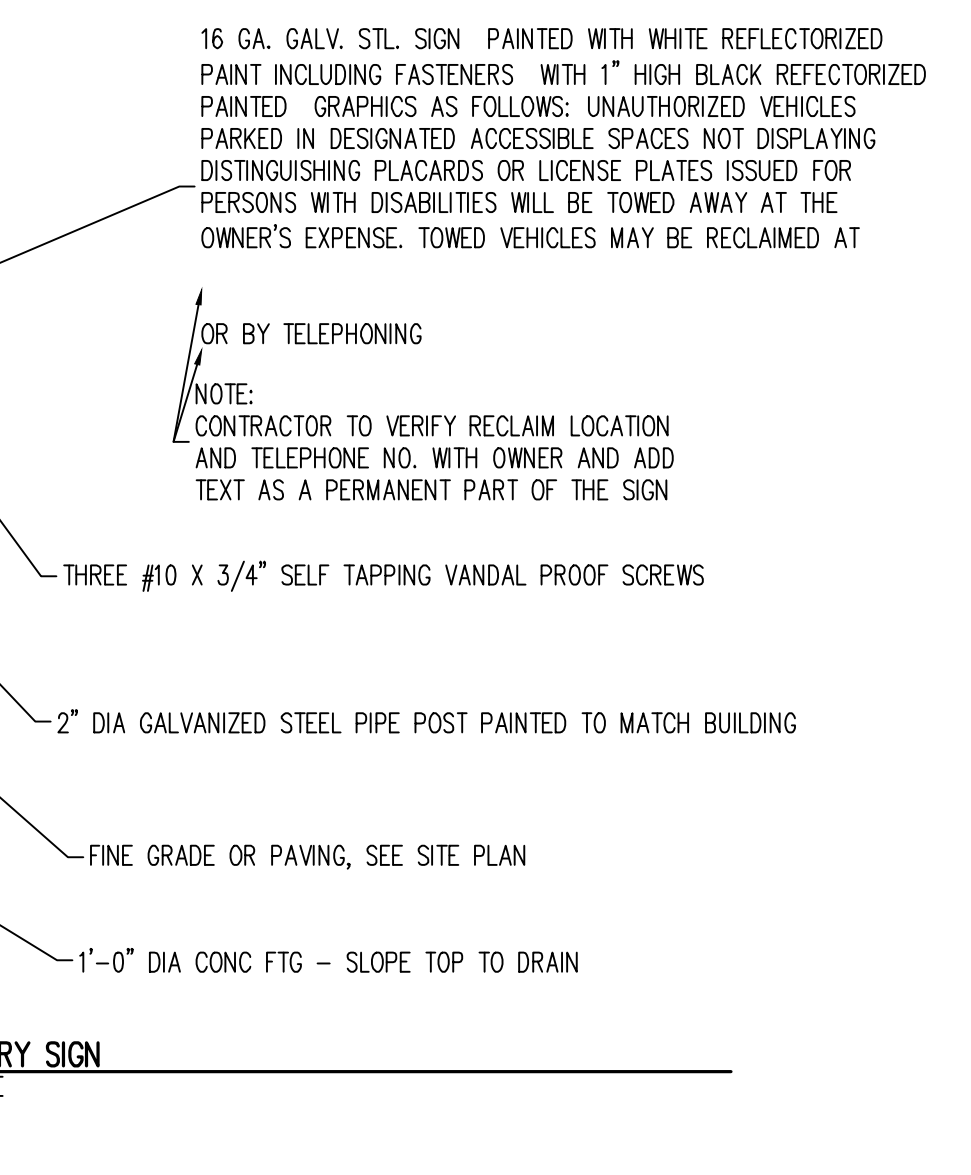 16 GA. GALV. STL. SIGN PAINTED WITH WHITE REFLECTORIZED
PAINT INCLUDING FASTENERS WITH 1" HIGH BLACK REFECTORIZED
PAINTED GRAPHICS AS FOLLOWS: UNAUTHORIZED VEHICLES
PARKED IN DESIGNATED ACCESSIBLE SPACES NOT DISPLAYING
DISTINGUISHING PLACARDS OR LICENSE PLATES ISSUED FOR
PERSONS WITH DISABILITIES WILL BE TOWED AWAY AT THE
OWNER'S EXPENSE. TOWED VEHICLES MAY BE RECLAIMED AT
OR BY TELEPHONING
NOTE:
CONTRACTOR TO VERIFY RECLAIM LOCATION
AND TELEPHONE NO. WITH OWNER AND ADD
TEXT AS A PERMANENT PART OF THE SIGN
THREE #10 X 3/4" SELF TAPPING VANDAL PROOF SCREWS
2" DIA GALVANIZED STEEL PIPE POST PAINTED TO MATCH BUILDING
FINE GRADE OR PAVING, SEE SITE PLAN
1'-0" DIA CONC FTG – SLOPE TOP TO DRAIN
RY SIGN